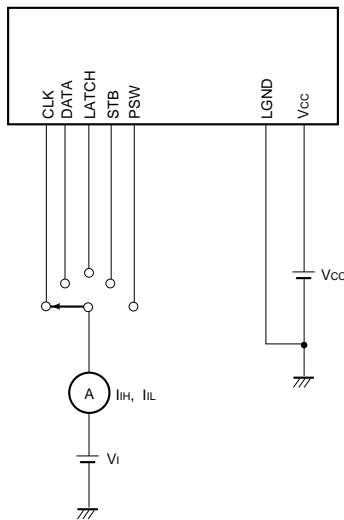 CLK
DATA
LATCH
STB
PSW
LGND
Vcc
Vcc
A
IIH, IIL
VI